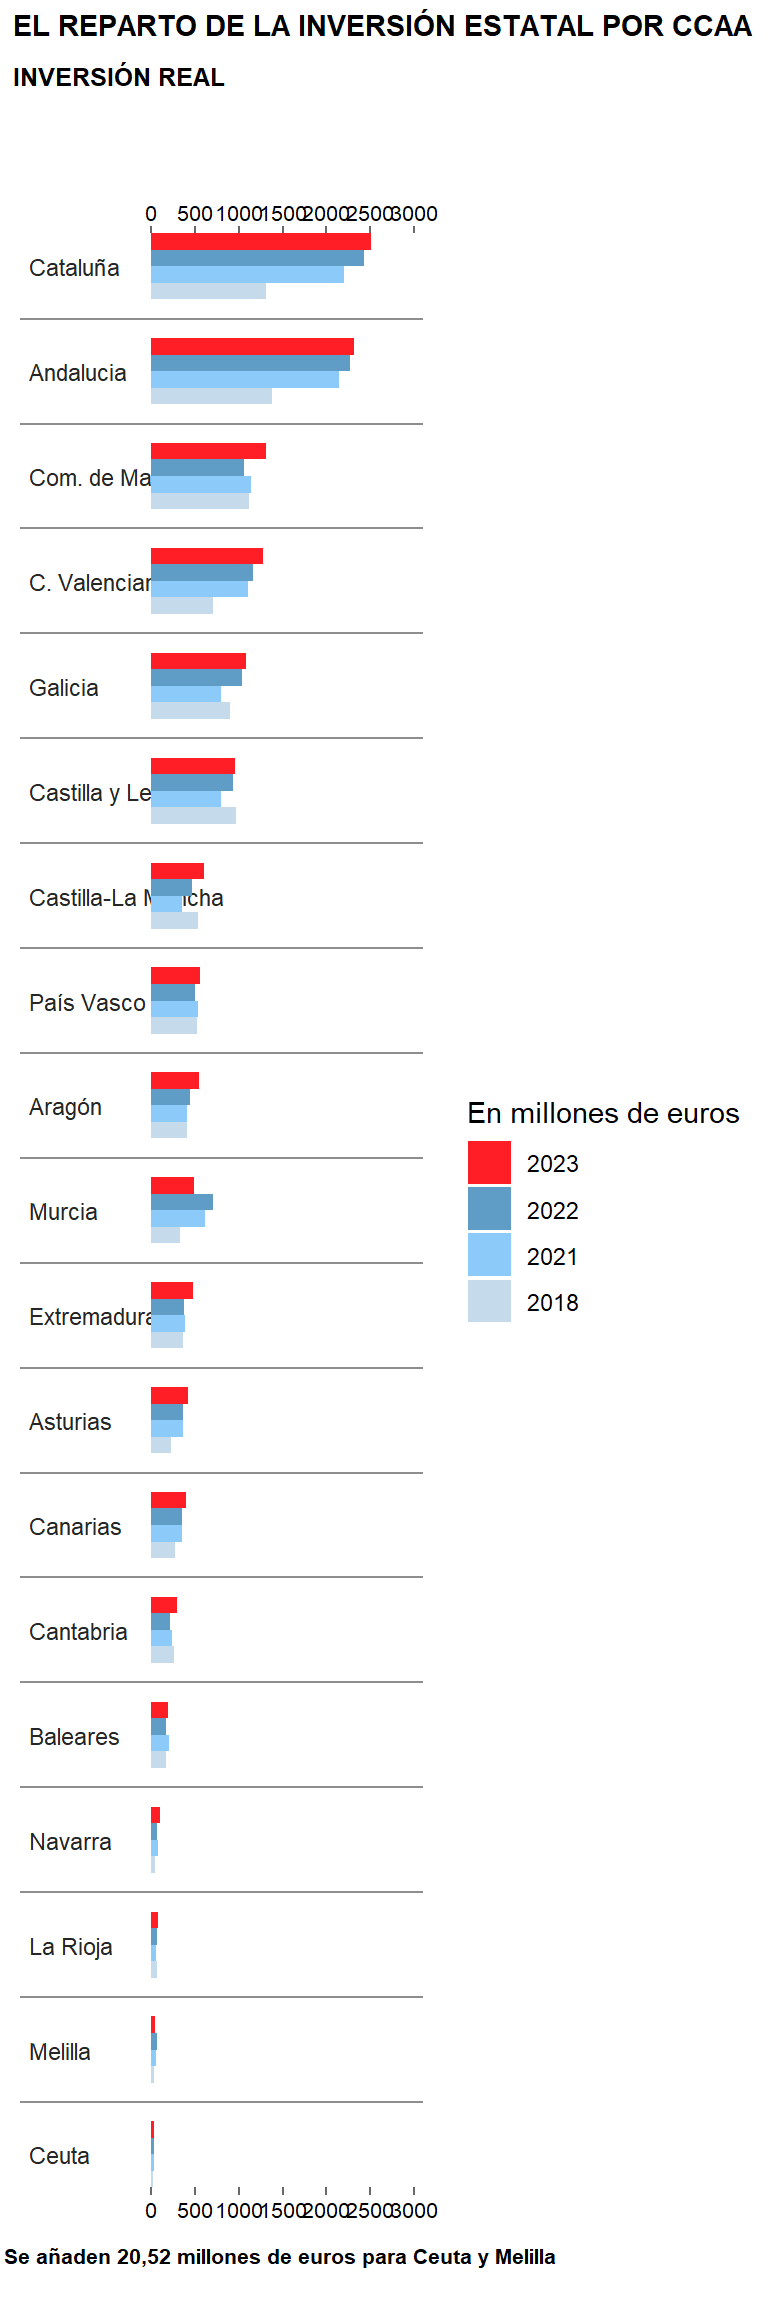 EL REPARTO DE LA INVERSIÓN ESTATAL POR CCAA
INVERSIÓN REAL
0 500 1000 1500 2000 2500 3000
Cataluña
Andalucia
Com. de Ma
C. Valencian
Galicia
Castilla y Le
Castilla-La M ncha
País Vasco
Aragón
Murcia
Extremadura
Asturias
Canarias
Cantabria
Baleares
Navarra
La Rioja
Melilla
Ceuta
0 500 1000 1500 2000 2500 3000
En millones de euros
2023
2022
2021
2018
Se añaden 20,52 millones de euros para Ceuta y Melilla